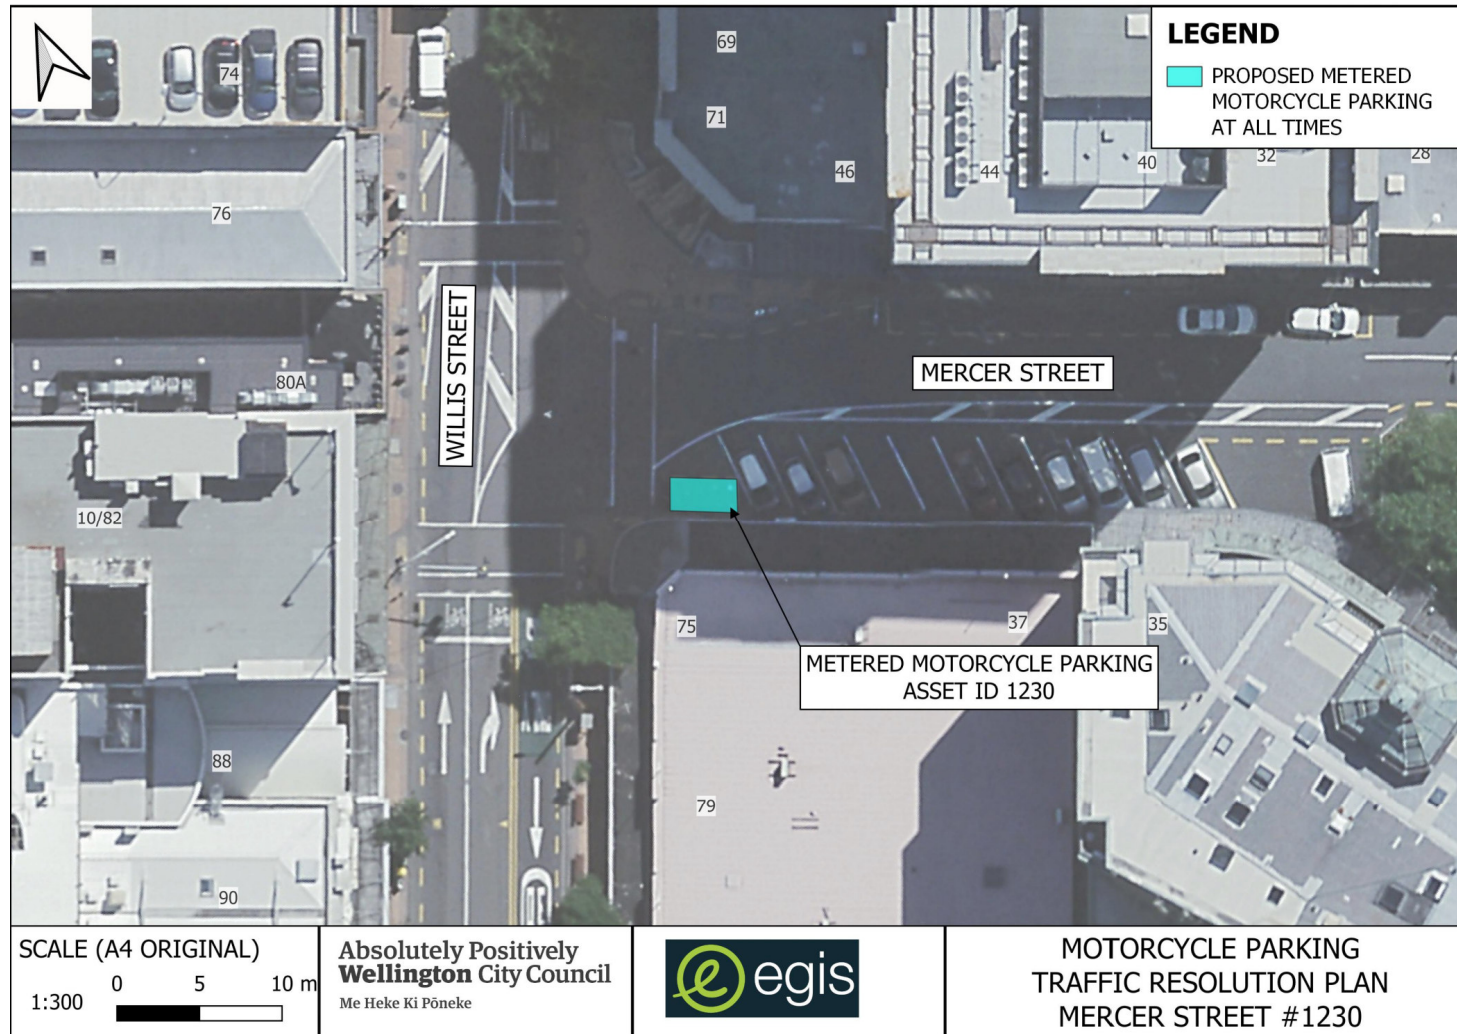 LEGEND
PROPOSED METERED
MOTORCYCLE PARKING
AT ALL TIMES
69
74
71
46
44
40
32
28
76
WILLIS STREET
MERCER STREET
80A
10/82
75
37
35
METERED MOTORCYCLE PARKING
ASSET ID 1230
88
79
90
SCALE (A4 ORIGINAL)
0 5 10 m
1:300
Absolutely Positively
Wellington City Council
Me Heke Ki Pōneke
e egis
MOTORCYCLE PARKING
TRAFFIC RESOLUTION PLAN
MERCER STREET #1230